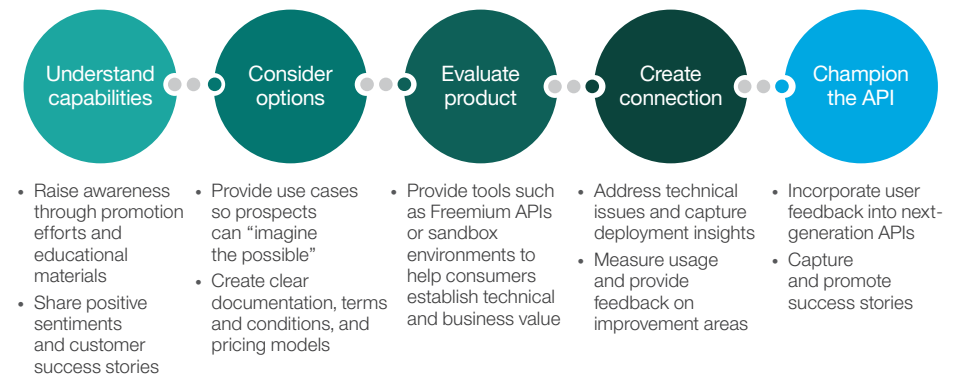 Understand
capabilities
Consider
options
Evaluate
product
Create
connection
Champion
the API
• Raise awareness
through promotion
efforts and
educational
materials
• Share positive
sentiments
and customer
success stories
• Provide use cases
so prospects
can “imagine
the possible”
• Create clear
documentation, terms
and conditions, and
pricing models
• Provide tools such
as Freemium APIs
or sandbox
environments to
help consumers
establish technical
and business value
• Address technical
issues and capture
deployment insights
• Measure usage
and provide
feedback on
improvement areas
• Incorporate user
feedback into next-
generation APIs
• Capture
and promote
success stories